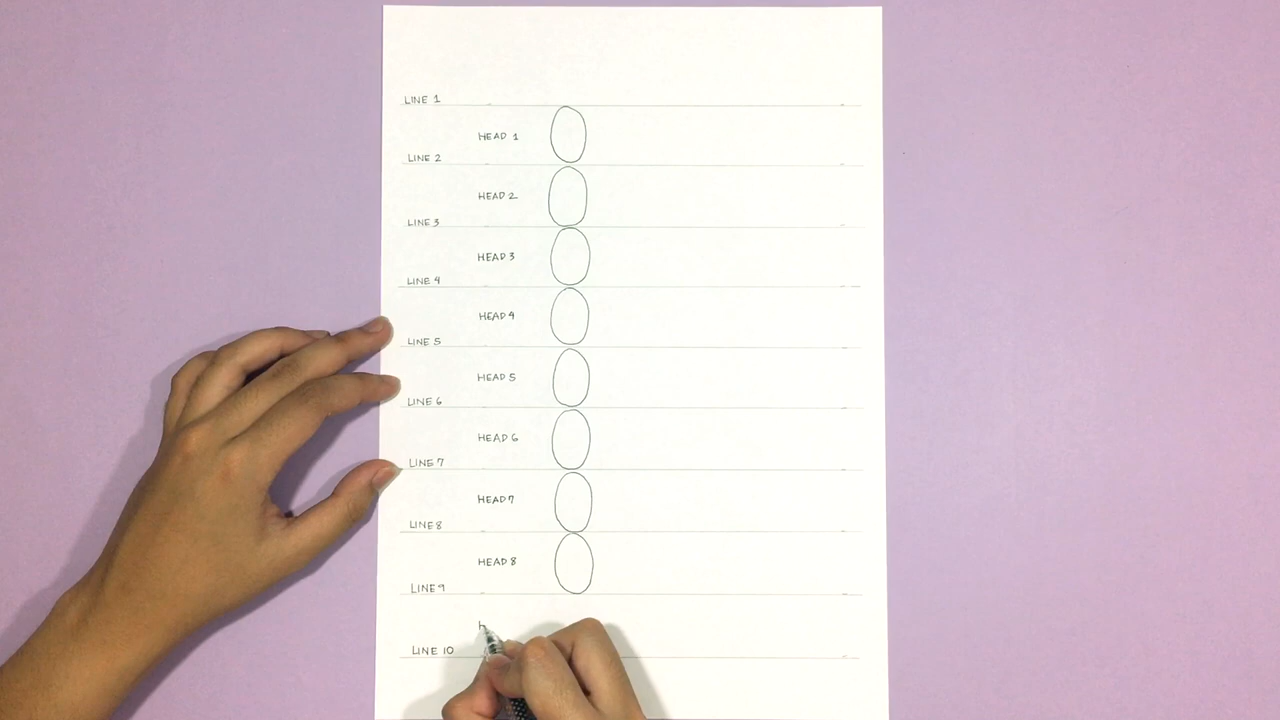 LINE 1
HEAD 1
LINE 2
HEAD 2
LINE 3
HEAD 3
LINE 4
HEAD 4
LINE 5
HEAD 5
LINE 6
HEAD 6
LINE 7
HEAD 7
LINE 8
HEAD 8
LINE 9
LINE 10